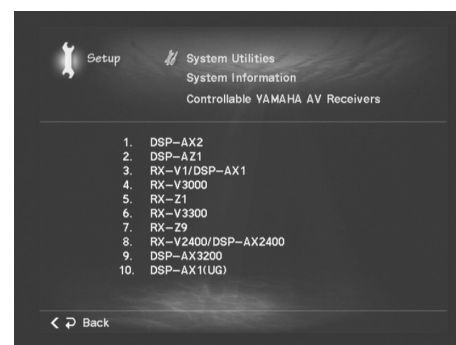 Setup
System Utilities
System Information
Controllable YAMAHA AV Receivers
1. DSP-AX2
2. DSP-AZ1
3. RX-V1/DSP-AX1
4. RX-V3000
5. RX-Z1
6. RX-V3300
7. RX-Z9
8. RX-V2400/DSP-AX2400
9. DSP-AX3200
10. DSP-AX1(UG)
Back